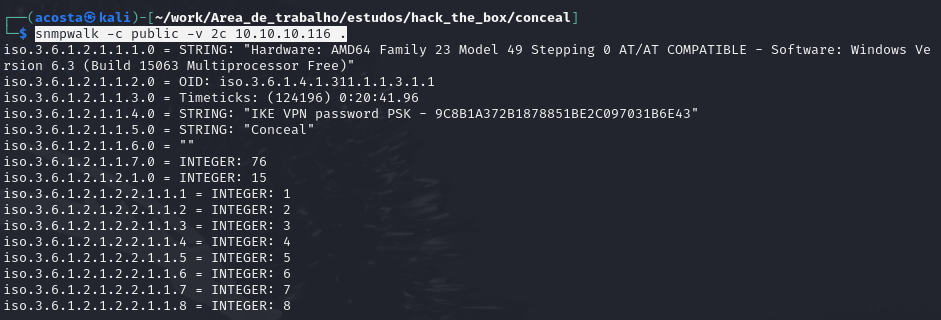 ┌──(acosta㉿kali)-[~/work/Area_de_trabalho/estudos/hack_the_box/conceal]
└─$ snmpwalk -c public -v 2c 10.10.10.116 .
iso.3.6.1.2.1.1.1.0 = STRING: "Hardware: AMD64 Family 23 Model 49 Stepping 0 AT/AT COMPATIBLE - Software: Windows Ve
rsion 6.3 (Build 15063 Multiprocessor Free)"
iso.3.6.1.2.1.1.2.0 = OID: iso.3.6.1.4.1.311.1.1.3.1.1
iso.3.6.1.2.1.1.3.0 = Timeticks: (124196) 0:20:41.96
iso.3.6.1.2.1.1.4.0 = STRING: "IKE VPN password PSK - 9C8B1A372B1878851BE2C097031B6E43"
iso.3.6.1.2.1.1.5.0 = STRING: "Conceal"
iso.3.6.1.2.1.1.6.0 = ""
iso.3.6.1.2.1.1.7.0 = INTEGER: 76
iso.3.6.1.2.1.2.1.0 = INTEGER: 15
iso.3.6.1.2.1.2.2.1.1.1 = INTEGER: 1
iso.3.6.1.2.1.2.2.1.1.2 = INTEGER: 2
iso.3.6.1.2.1.2.2.1.1.3 = INTEGER: 3
iso.3.6.1.2.1.2.2.1.1.4 = INTEGER: 4
iso.3.6.1.2.1.2.2.1.1.5 = INTEGER: 5
iso.3.6.1.2.1.2.2.1.1.6 = INTEGER: 6
iso.3.6.1.2.1.2.2.1.1.7 = INTEGER: 7
iso.3.6.1.2.1.2.2.1.1.8 = INTEGER: 8